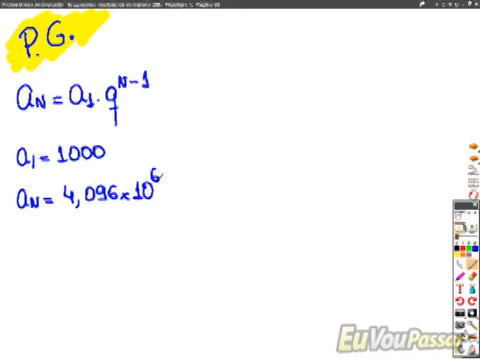 P.G.
aN = a1 . q^N-1
a1 = 1000
aN = 4,096 x 10^6
EuVouPassar